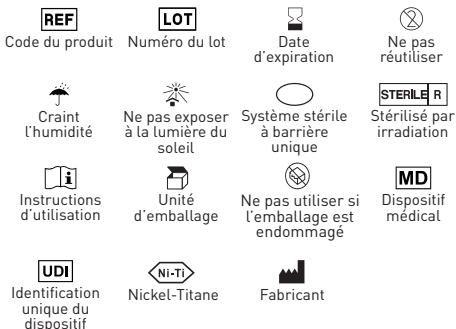 REF
LOT
Code du produit
Numéro du lot
Date
d'expiration
Ne pas
réutiliser
2
Craint
l'humidité
Ne pas exposer
à la lumière du
soleil
Système stérile
à barrière
unique
STERILE R
Stérilisé par
irradiation
i
Instructions
d'utilisation
Unité
d'emballage
Ne pas utiliser si
l'emballage est
endommagé
MD
Dispositif
médical
UDI
Identification
unique du
dispositif
Ni-Ti
Nickel-Titane
Fabricant